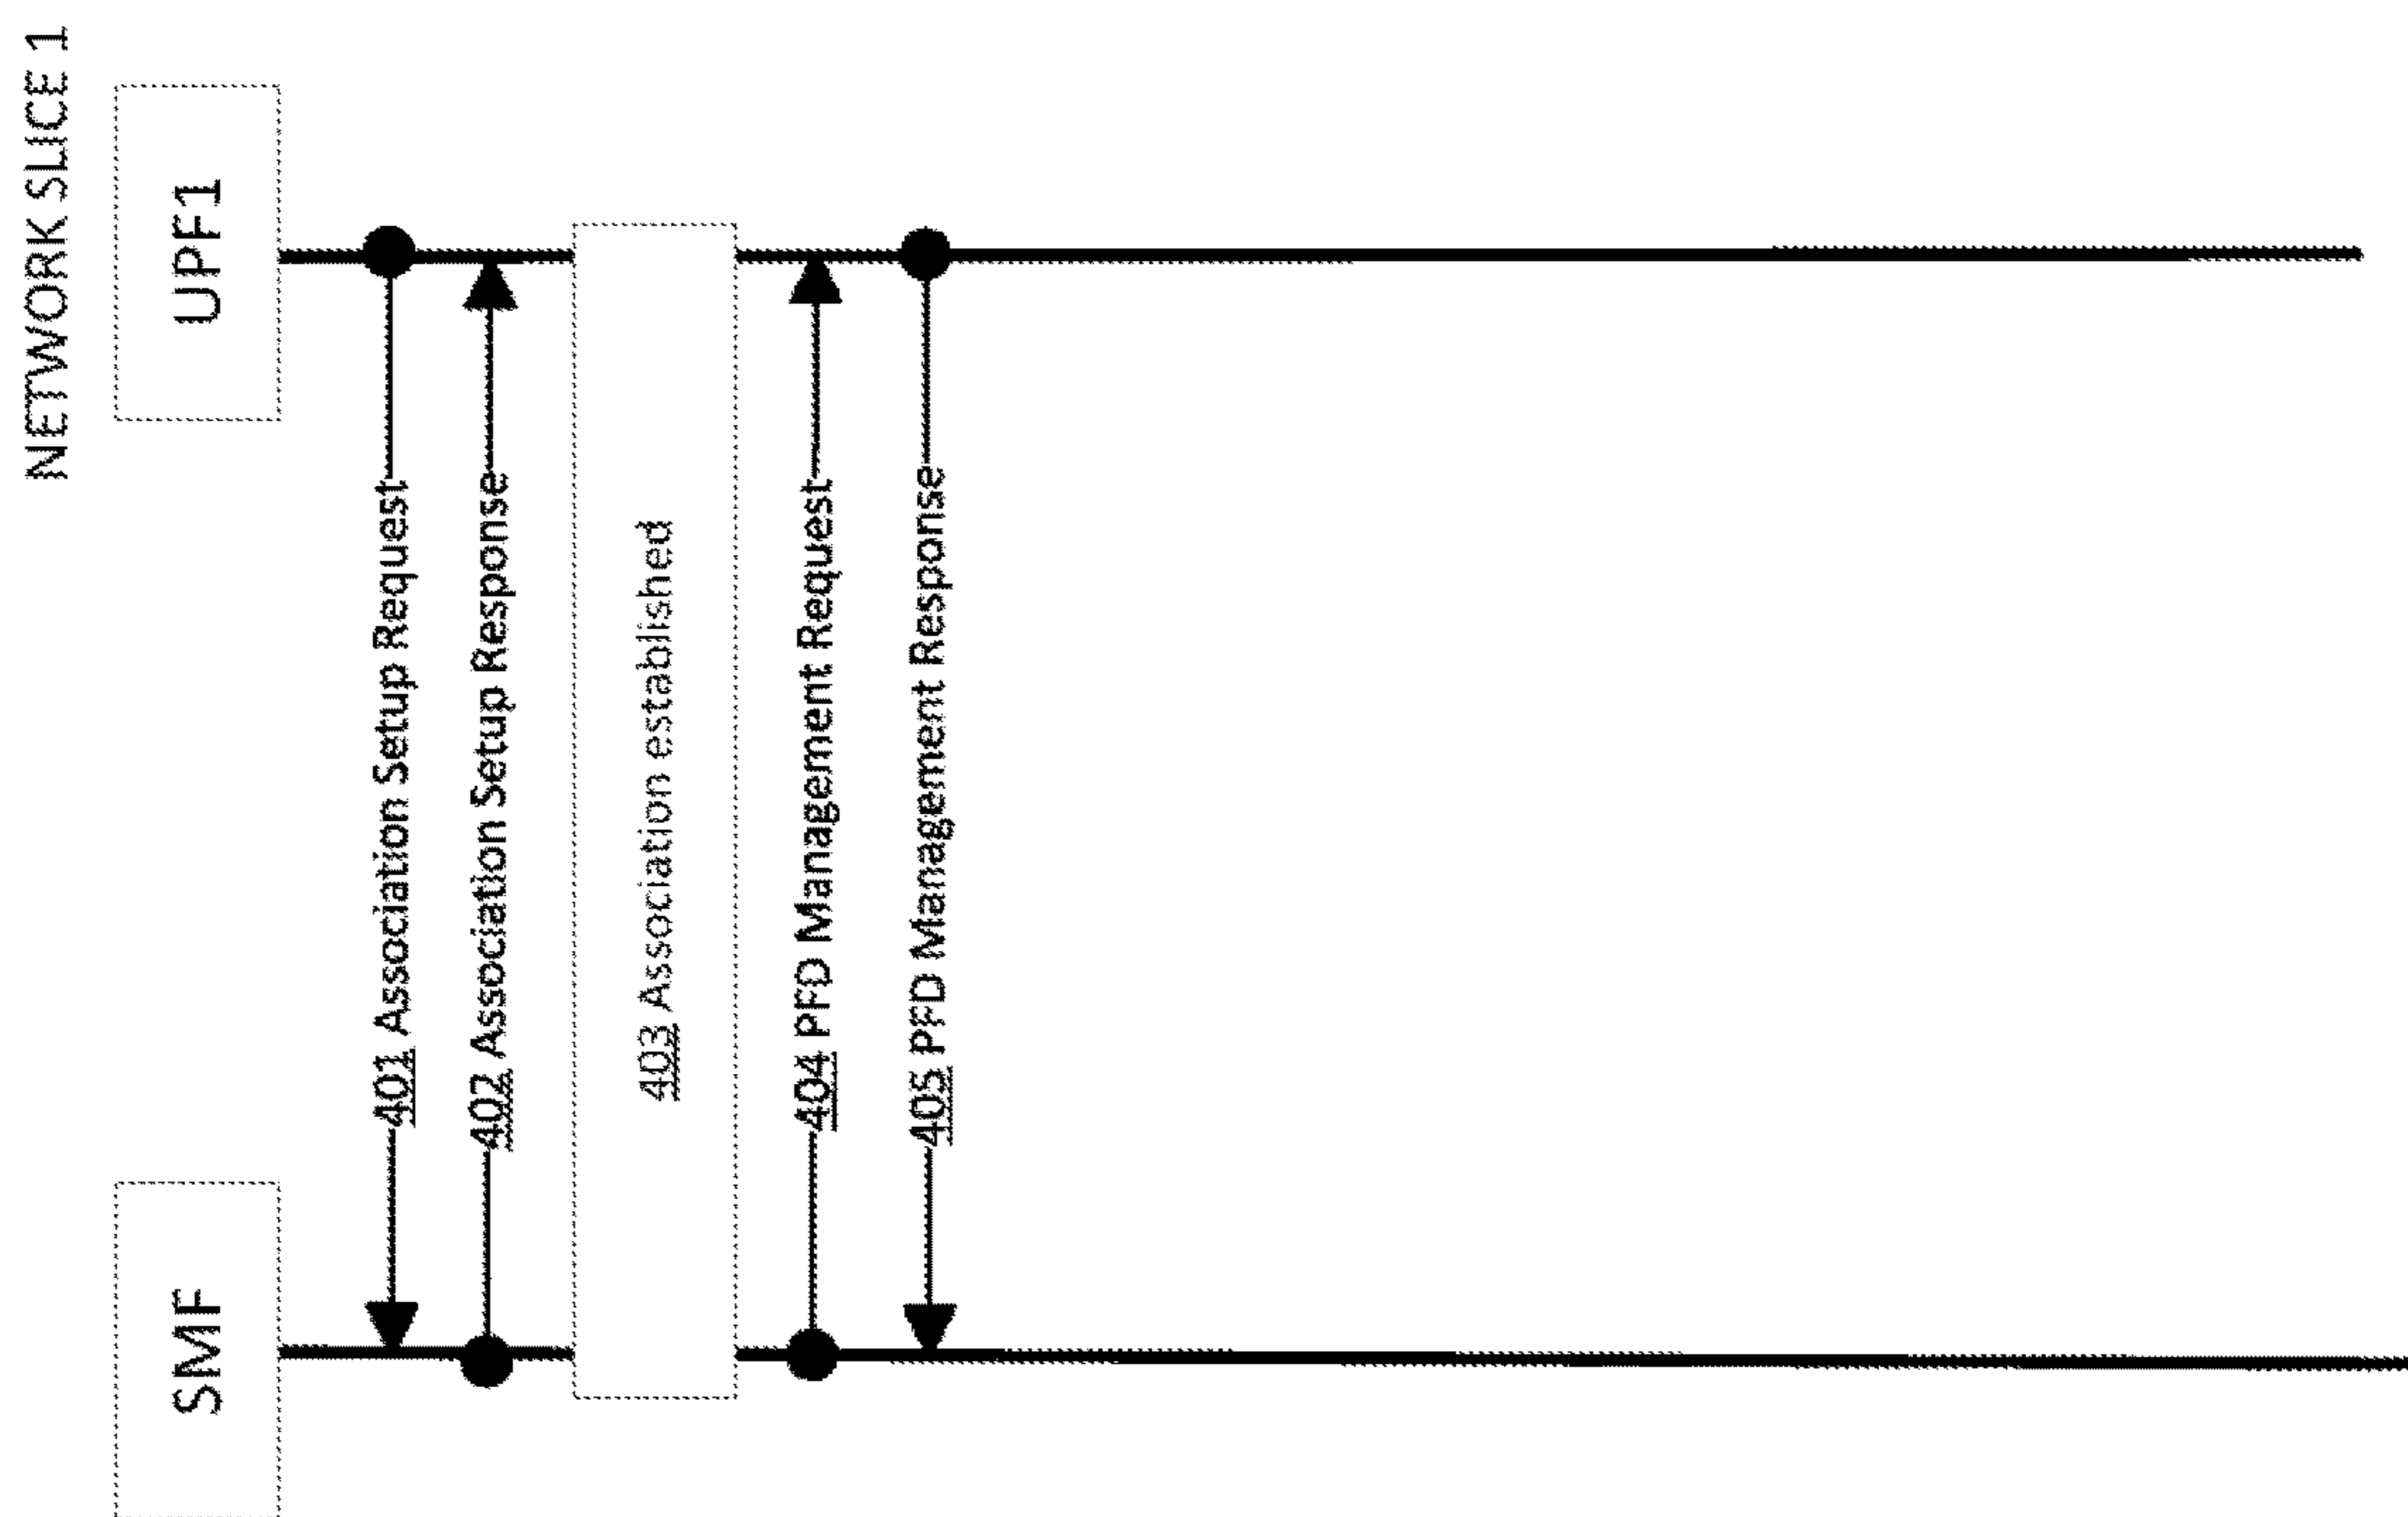 NETWORK SLICE 1
SMF
UPF1
401 Association Setup Request
402 Association Setup Response
403 Association established
404 PFD Management Request
405 PFD Management Response